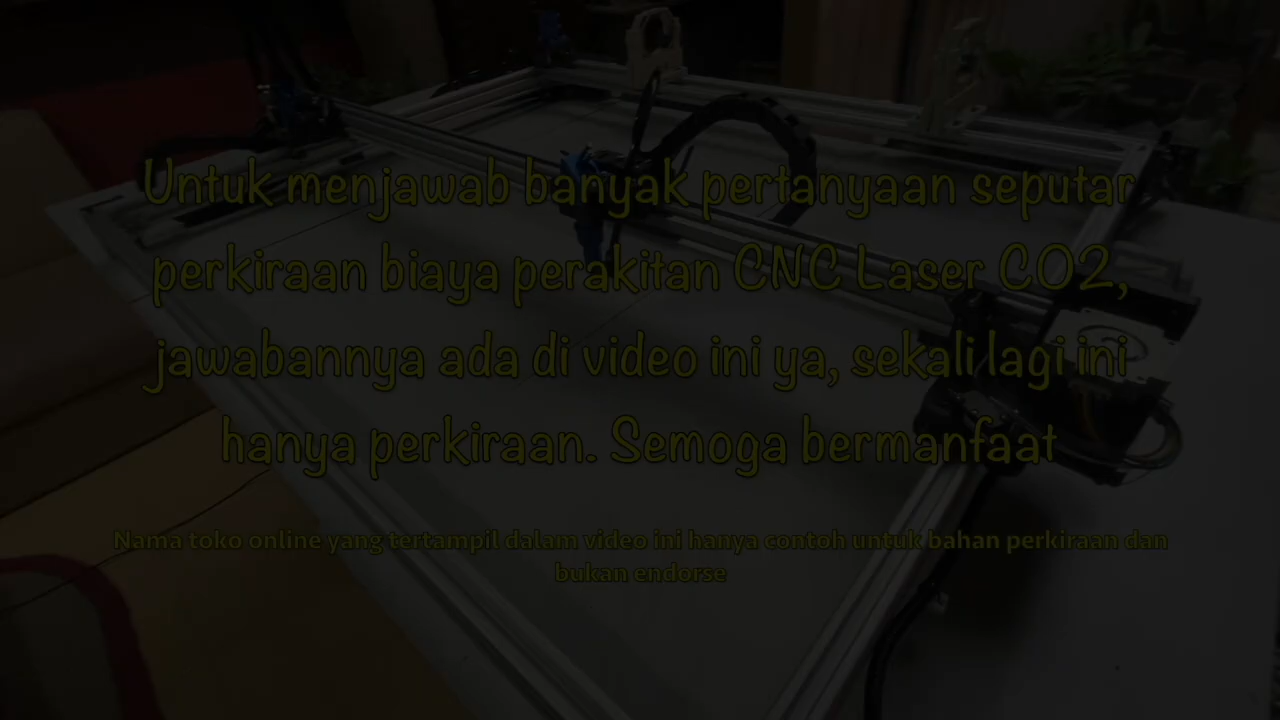 Untuk menjawab banyak pertanyaan seputar
perkiraan biaya perakitan CNC Laser CO2,
jawabannya ada di video ini ya, sekali lagi ini
hanya perkiraan. Semoga bermanfaat
Nama toko online yang tertampil dalam video ini hanya contoh untuk bahan perkiraan dan
bukan endorse